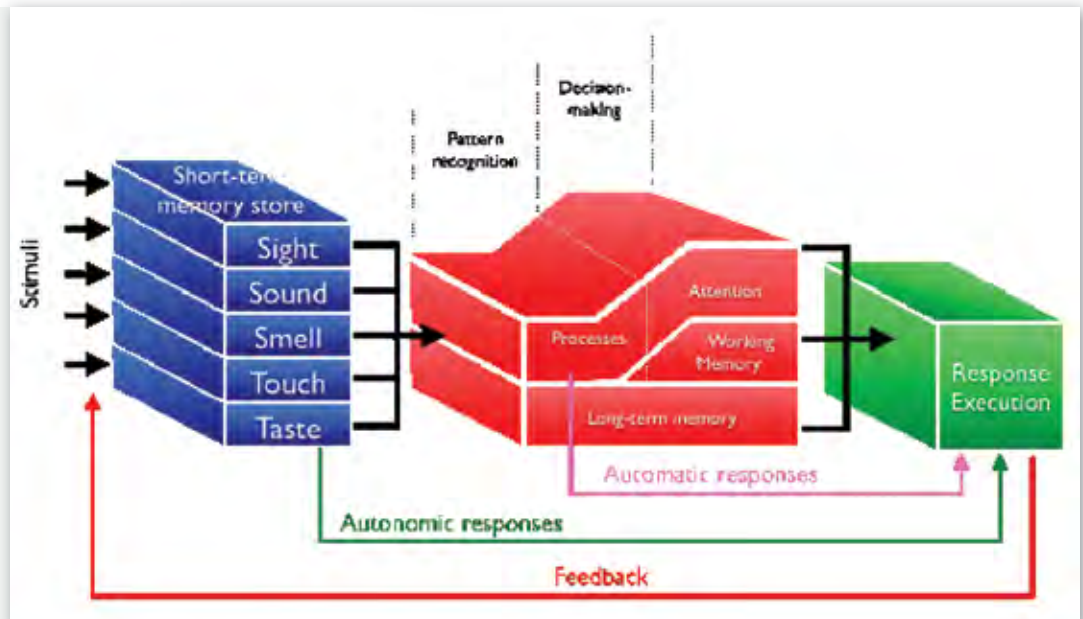 Decision-
making
Pattern
recognition
Short-term
memory store
Stimuli
Sight
Sound
Smell
Touch
Taste
Processes
Attention
Working
Memory
Long-term memory
Response
Execution
Automatic responses
Autonomic responses
Feedback